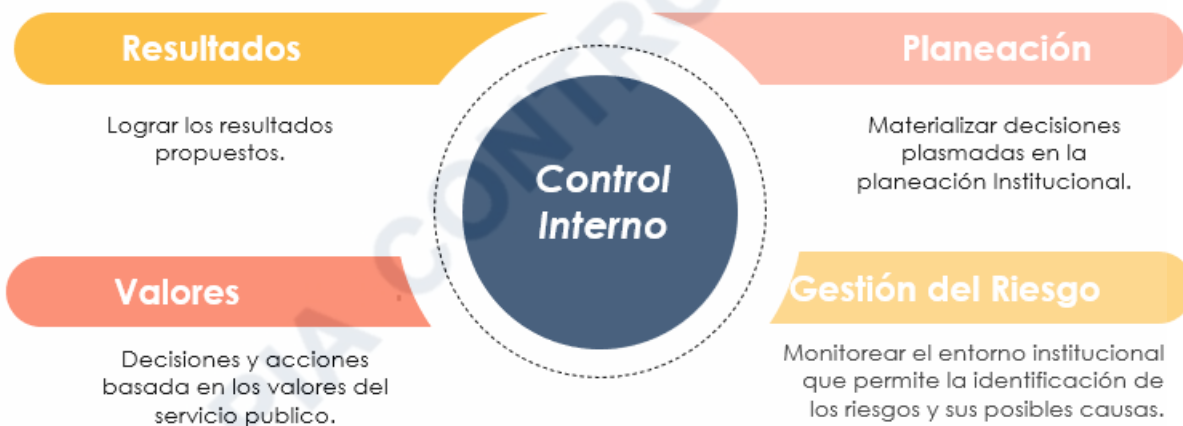 Resultados
Lograr los resultados
propuestos.
Planeación
Materializar decisiones
plasmadas en la
planeación Institucional.
Control
Interno
Valores
Decisiones y acciones
basada en los valores del
servicio publico.
Gestión del Riesgo
Monitorear el entorno institucional
que permite la identificación de
los riesgos y sus posibles causas.
PIA CONTRO